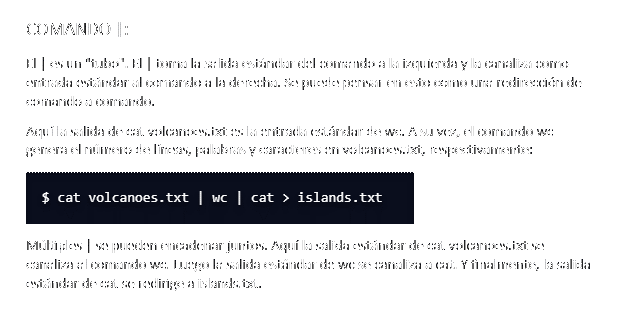 COMANDO |:
El | es un "tubo". El | toma la salida estándar del comando a la izquierda y la canaliza como
entrada estándar al comando a la derecha. Se puede pensar en esto como una redirección de
comando a comando.
Aquí la salida de cat volcanoes.txt es la entrada estándar de wc. A su vez, el comando wc
genera el número de líneas, palabras y caracteres en volcanoes.txt, respectivamente:
$ cat volcanoes.txt | wc | cat > islands.txt
Múltiples | se pueden encadenar juntos. Aquí la salida estándar de cat volcanoes.txt se
canaliza al comando wc. Luego la salida estándar de wc se canaliza a cat. Y finalmente, la salida
estándar de cat se redirige a islands.txt.